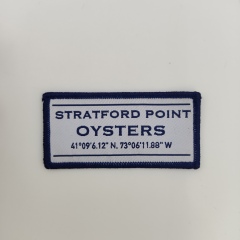 STRATFORD POINT
OYSTERS
41°09'6.12" N. 73°06'11.88" W